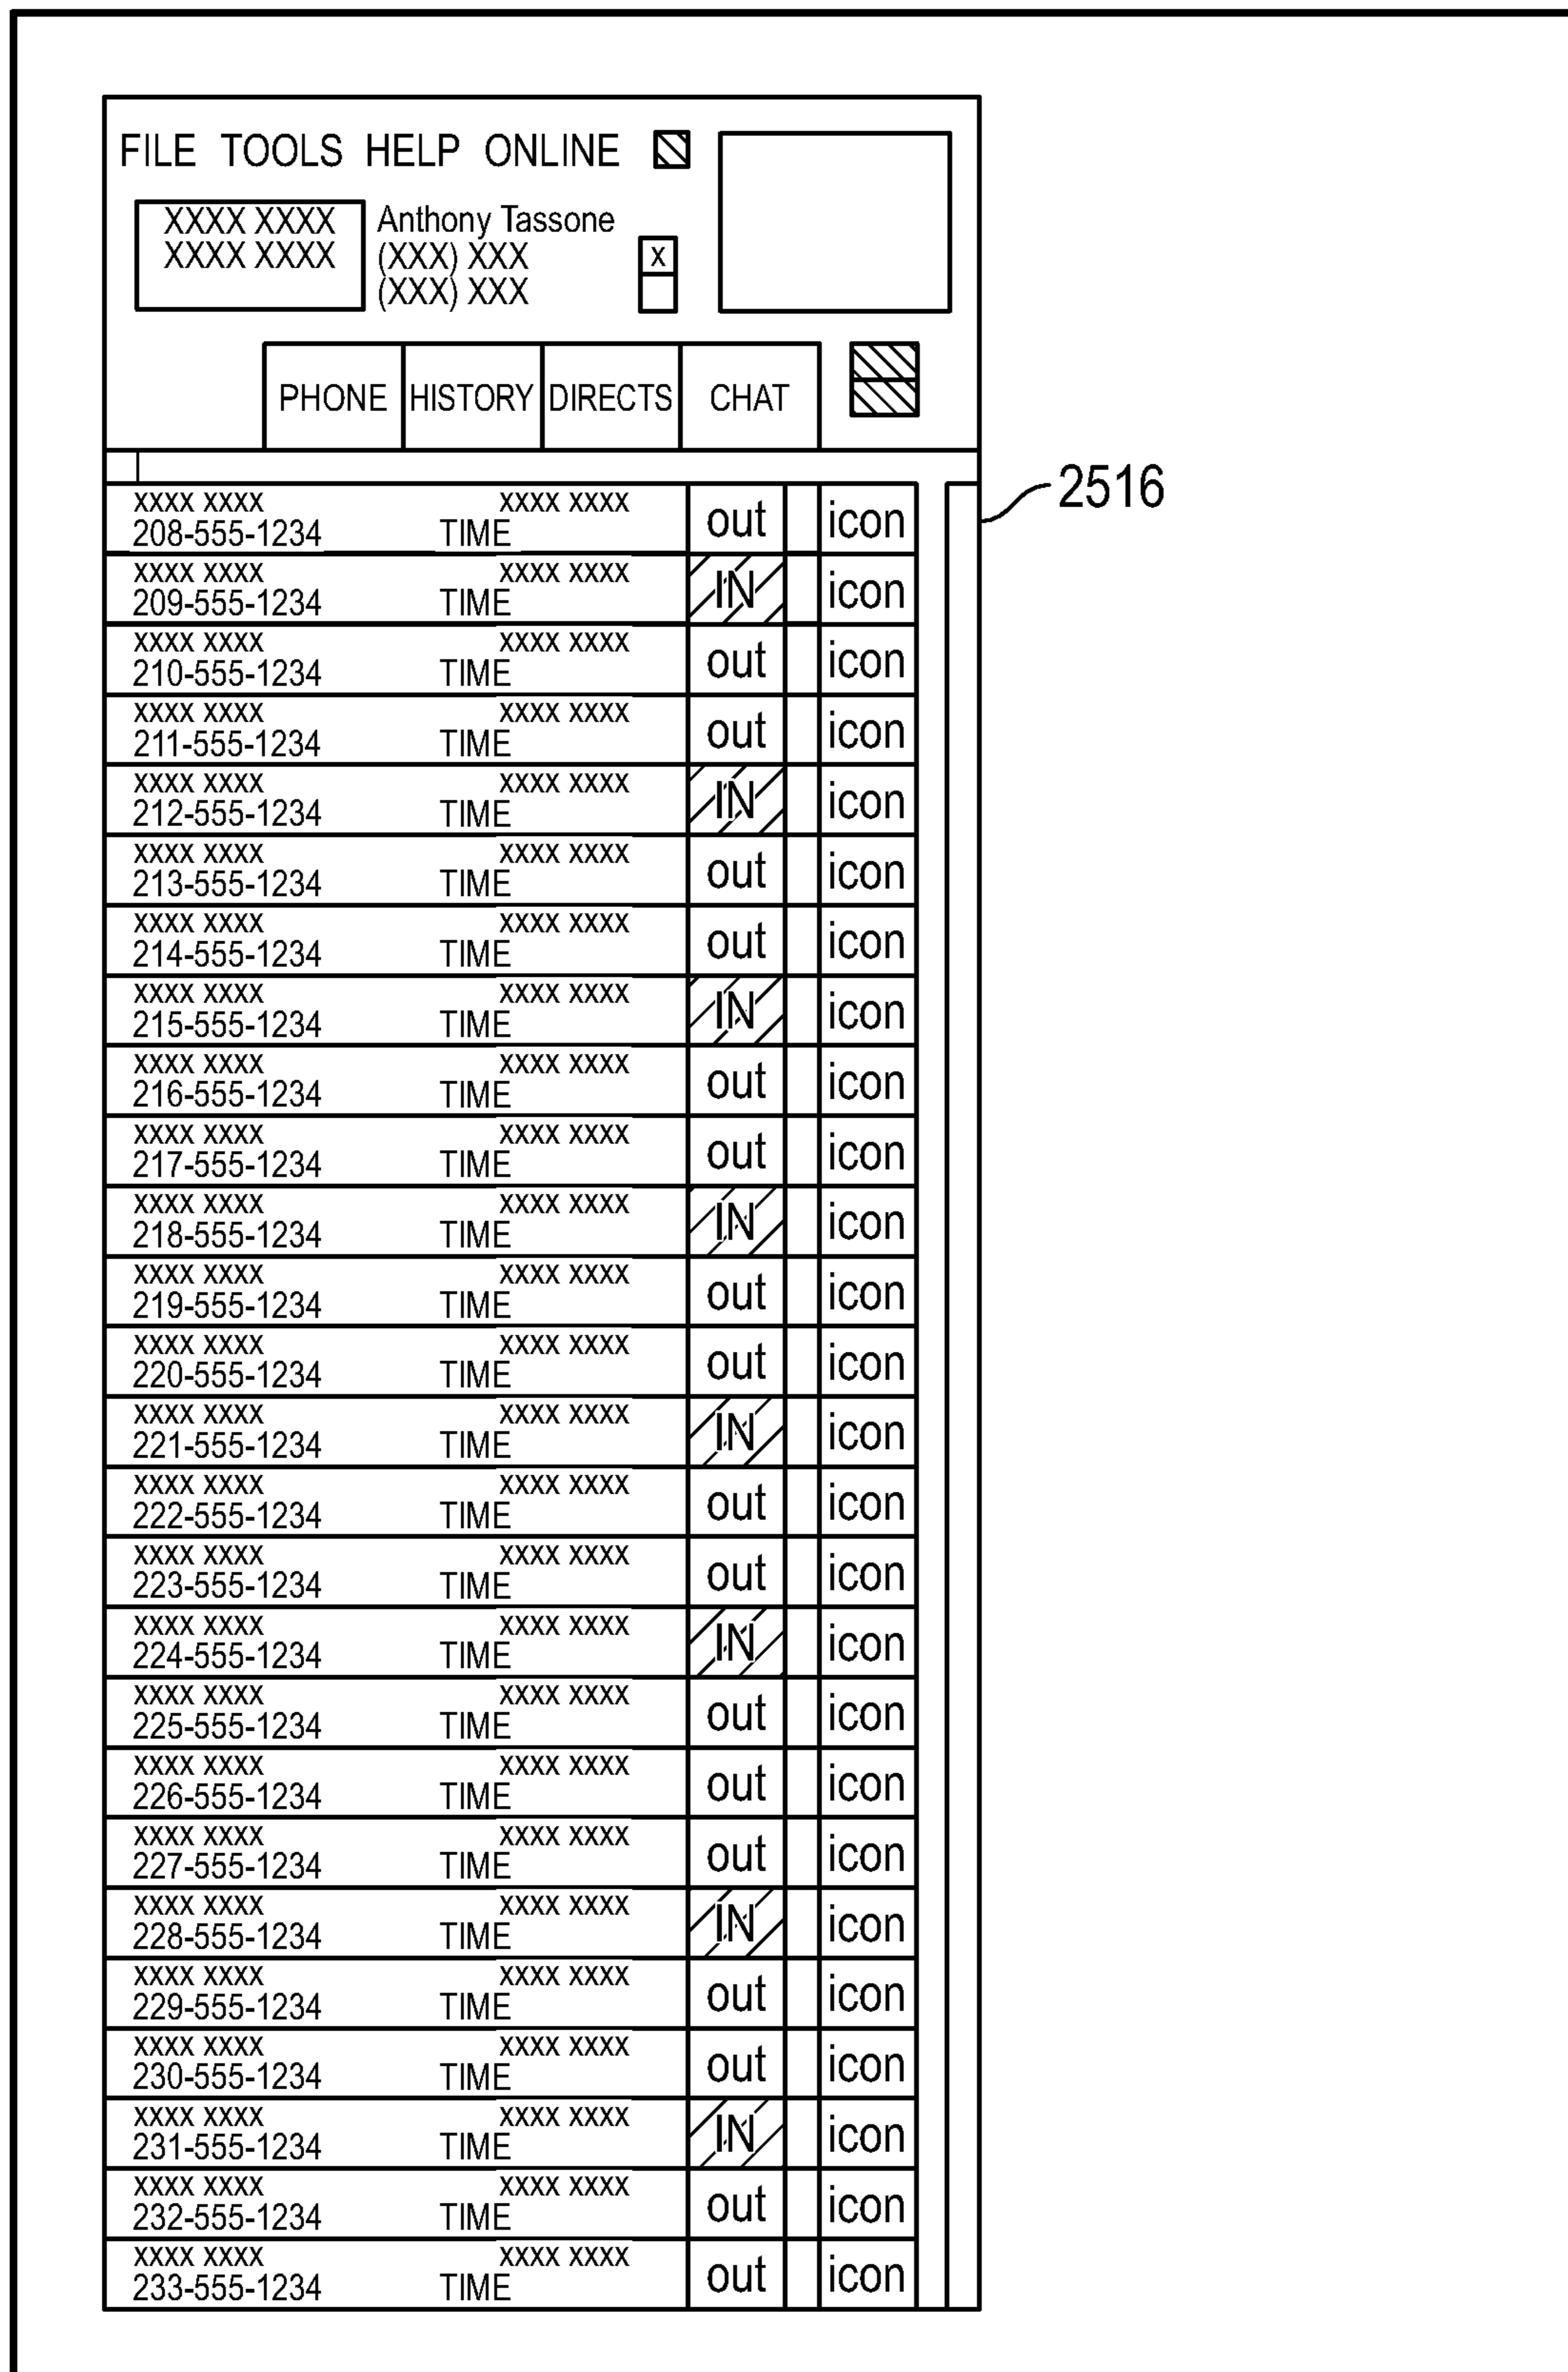 FILE TOOLS HELP ONLINE
XXXX XXXX
XXXX XXXX
Anthony Tassone
(XXX) XXX
(XXX) XXX
X
PHONE HISTORY DIRECTS CHAT
2516
XXXX XXXX XXXX XXXX
208-555-1234 TIME out icon
XXXX XXXX XXXX XXXX
209-555-1234 TIME IN icon
XXXX XXXX XXXX XXXX
210-555-1234 TIME out icon
XXXX XXXX XXXX XXXX
211-555-1234 TIME out icon
XXXX XXXX XXXX XXXX
212-555-1234 TIME IN icon
XXXX XXXX XXXX XXXX
213-555-1234 TIME out icon
XXXX XXXX XXXX XXXX
214-555-1234 TIME out icon
XXXX XXXX XXXX XXXX
215-555-1234 TIME IN icon
XXXX XXXX XXXX XXXX
216-555-1234 TIME out icon
XXXX XXXX XXXX XXXX
217-555-1234 TIME out icon
XXXX XXXX XXXX XXXX
218-555-1234 TIME IN icon
XXXX XXXX XXXX XXXX
219-555-1234 TIME out icon
XXXX XXXX XXXX XXXX
220-555-1234 TIME out icon
XXXX XXXX XXXX XXXX
221-555-1234 TIME IN icon
XXXX XXXX XXXX XXXX
222-555-1234 TIME out icon
XXXX XXXX XXXX XXXX
223-555-1234 TIME out icon
XXXX XXXX XXXX XXXX
224-555-1234 TIME IN icon
XXXX XXXX XXXX XXXX
225-555-1234 TIME out icon
XXXX XXXX XXXX XXXX
226-555-1234 TIME out icon
XXXX XXXX XXXX XXXX
227-555-1234 TIME out icon
XXXX XXXX XXXX XXXX
228-555-1234 TIME IN icon
XXXX XXXX XXXX XXXX
229-555-1234 TIME out icon
XXXX XXXX XXXX XXXX
230-555-1234 TIME out icon
XXXX XXXX XXXX XXXX
231-555-1234 TIME IN icon
XXXX XXXX XXXX XXXX
232-555-1234 TIME out icon
XXXX XXXX XXXX XXXX
233-555-1234 TIME out icon